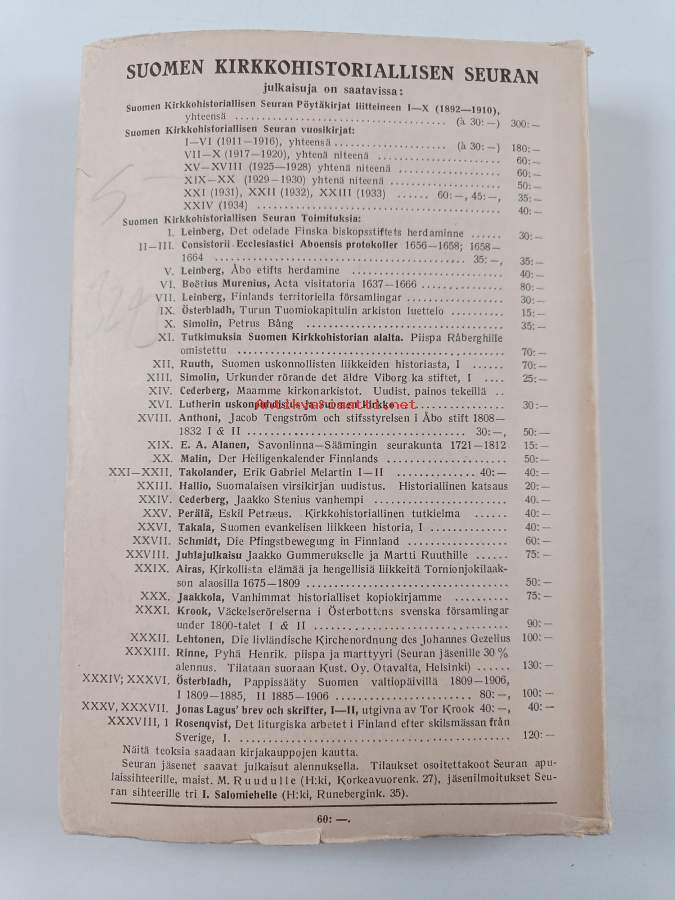 SUOMEN KIRKKOHISTORIALLISEN SEURAN
julkaisuja on saatavissa:
Suomen Kirkkohistoriallisen Seuran Pöytäkirjat liitteineen I—X (1892—1910),
yhteensä (à 30:—) 300:—
Suomen Kirkkohistoriallisen Seuran vuosikirjat:
I—VI (1911—1916), yhteensä (à 30:—) 180:—
VII—X (1917—1920), yhtenä niteenä 60:—
XV—XVIII (1925—1928) yhtenä niteenä 60:—
XIX—XX (1929—1930) yhtenä niteenä 50:—
XXI (1931), XXII (1932), XXIII (1933) 60:—, 45:—, 35:—
XXIV (1934) 40:—
Suomen Kirkkohistoriallisen Seuran Toimituksia:
I. Leinberg, Det odelade Finska biskopsstiftets herdaminne 30:—
II—III. Consistorii Ecclesiastici Aboensis protokoller 1656—1658; 1658—
1664 35:—, 35:—
V. Leinberg, Åbo etifts herdamine 40:—
VI. Boëtius Murenius, Acta visitatoria 1637—1666 80:—
VII. Leinberg, Finlands territoriella församlingar 30:—
IX. Österbladh, Turun Tuomiokapitulin arkiston luettelo 15:—
X. Simolin, Petrus Bång 35:—
XI. Tutkimuksia Suomen Kirkkohistorian alalta. Piispa Råberghille
omistettu 70:—
XII. Ruuth, Suomen uskonnollisten liikkeiden historiasta, I 70:—
XIII. Simolin, Urkunder rörande det äldre Viborg ka stiftet, I 25:—
XIV. Cederberg, Maamme kirkonarkistot. Uudist. painos tekeillä
XVI. Lutherin uskonpuhdistus ja Suomen kirkko 30:—
Antikvariaatit.net
XVIII. Anthoni, Jacob Tengström och stifsstyrelsen i Åbo stift 1808—
1832 I & II 30:—, 50:—
XIX. E. A. Alanen, Savonlinna—Säämingin seurakunta 1721—1812 15:—
XX. Malin, Der Heiligenkalender Finnlands 50:—
XXI—XXII. Takolander, Erik Gabriel Melartin I—II 40:— 40:—
XXIII. Hallio, Suomalaisen virsikirjan uudistus. Historiallinen katsaus 20:—
XXIV. Cederberg, Jaakko Stenius vanhempi 40.—
XXV. Perälä, Eskil Petræus. Kirkkohistoriallinen tutkielma 40:—
XXVI. Takala, Suomen evankelisen liikkeen historia, I 40:—
XXVII. Schmidt, Die Pfingstbewegung in Finnland 60:—
XXVIII. Juhlajulkaisu Jaakko Gummerukselle ja Martti Ruuthille 75:—
XXIX. Airas, Kirkollista elämää ja hengellisiä liikkeitä Tornionjokilaak-
son alaosilla 1675—1809 50:—
XXX. Jaakkola, Vanhimmat historialliset kopiokirjamme 75:—
XXXI. Krook, Väckelserörelserna i Österbottens svenska församlingar
under 1800-talet I & II 90:—
XXXII. Lehtonen, Die livländische Kirchenordnung des Johannes Gezelius 100:—
XXXIII. Rinne, Pyhä Henrik. piispa ja marttyyri (Seuran jäsenille 30 %
alennus. Tilataan suoraan Kust. Oy. Otavalta, Helsinki) 130:—
XXXIV; XXXVI. Österbladh, Pappissääty Suomen valtiopäivillä 1809—1906,
I 1809—1885, II 1885—1906 80:—, 100:—
XXXV, XXXVII. Jonas Lagus' brev och skrifter, I—II, utgivna av Tor Krook 40:—, 40:—
XXXVIII, 1 Rosenqvist, Det liturgiska arbetet i Finland efter skilsmässan från
Sverige, I. 120:—
Näitä teoksia saadaan kirjakauppojen kautta.
Seuran jäsenet saavat julkaisut alennuksella. Tilaukset osoitettakoot Seuran apu-
laissihteerille, maist. M. Ruudulle (H:ki, Korkeavuorenk. 27), jäsenilmoitukset Seu-
ran sihteerille tri I. Salomiehelle (H:ki, Runebergink. 35).
60: —.